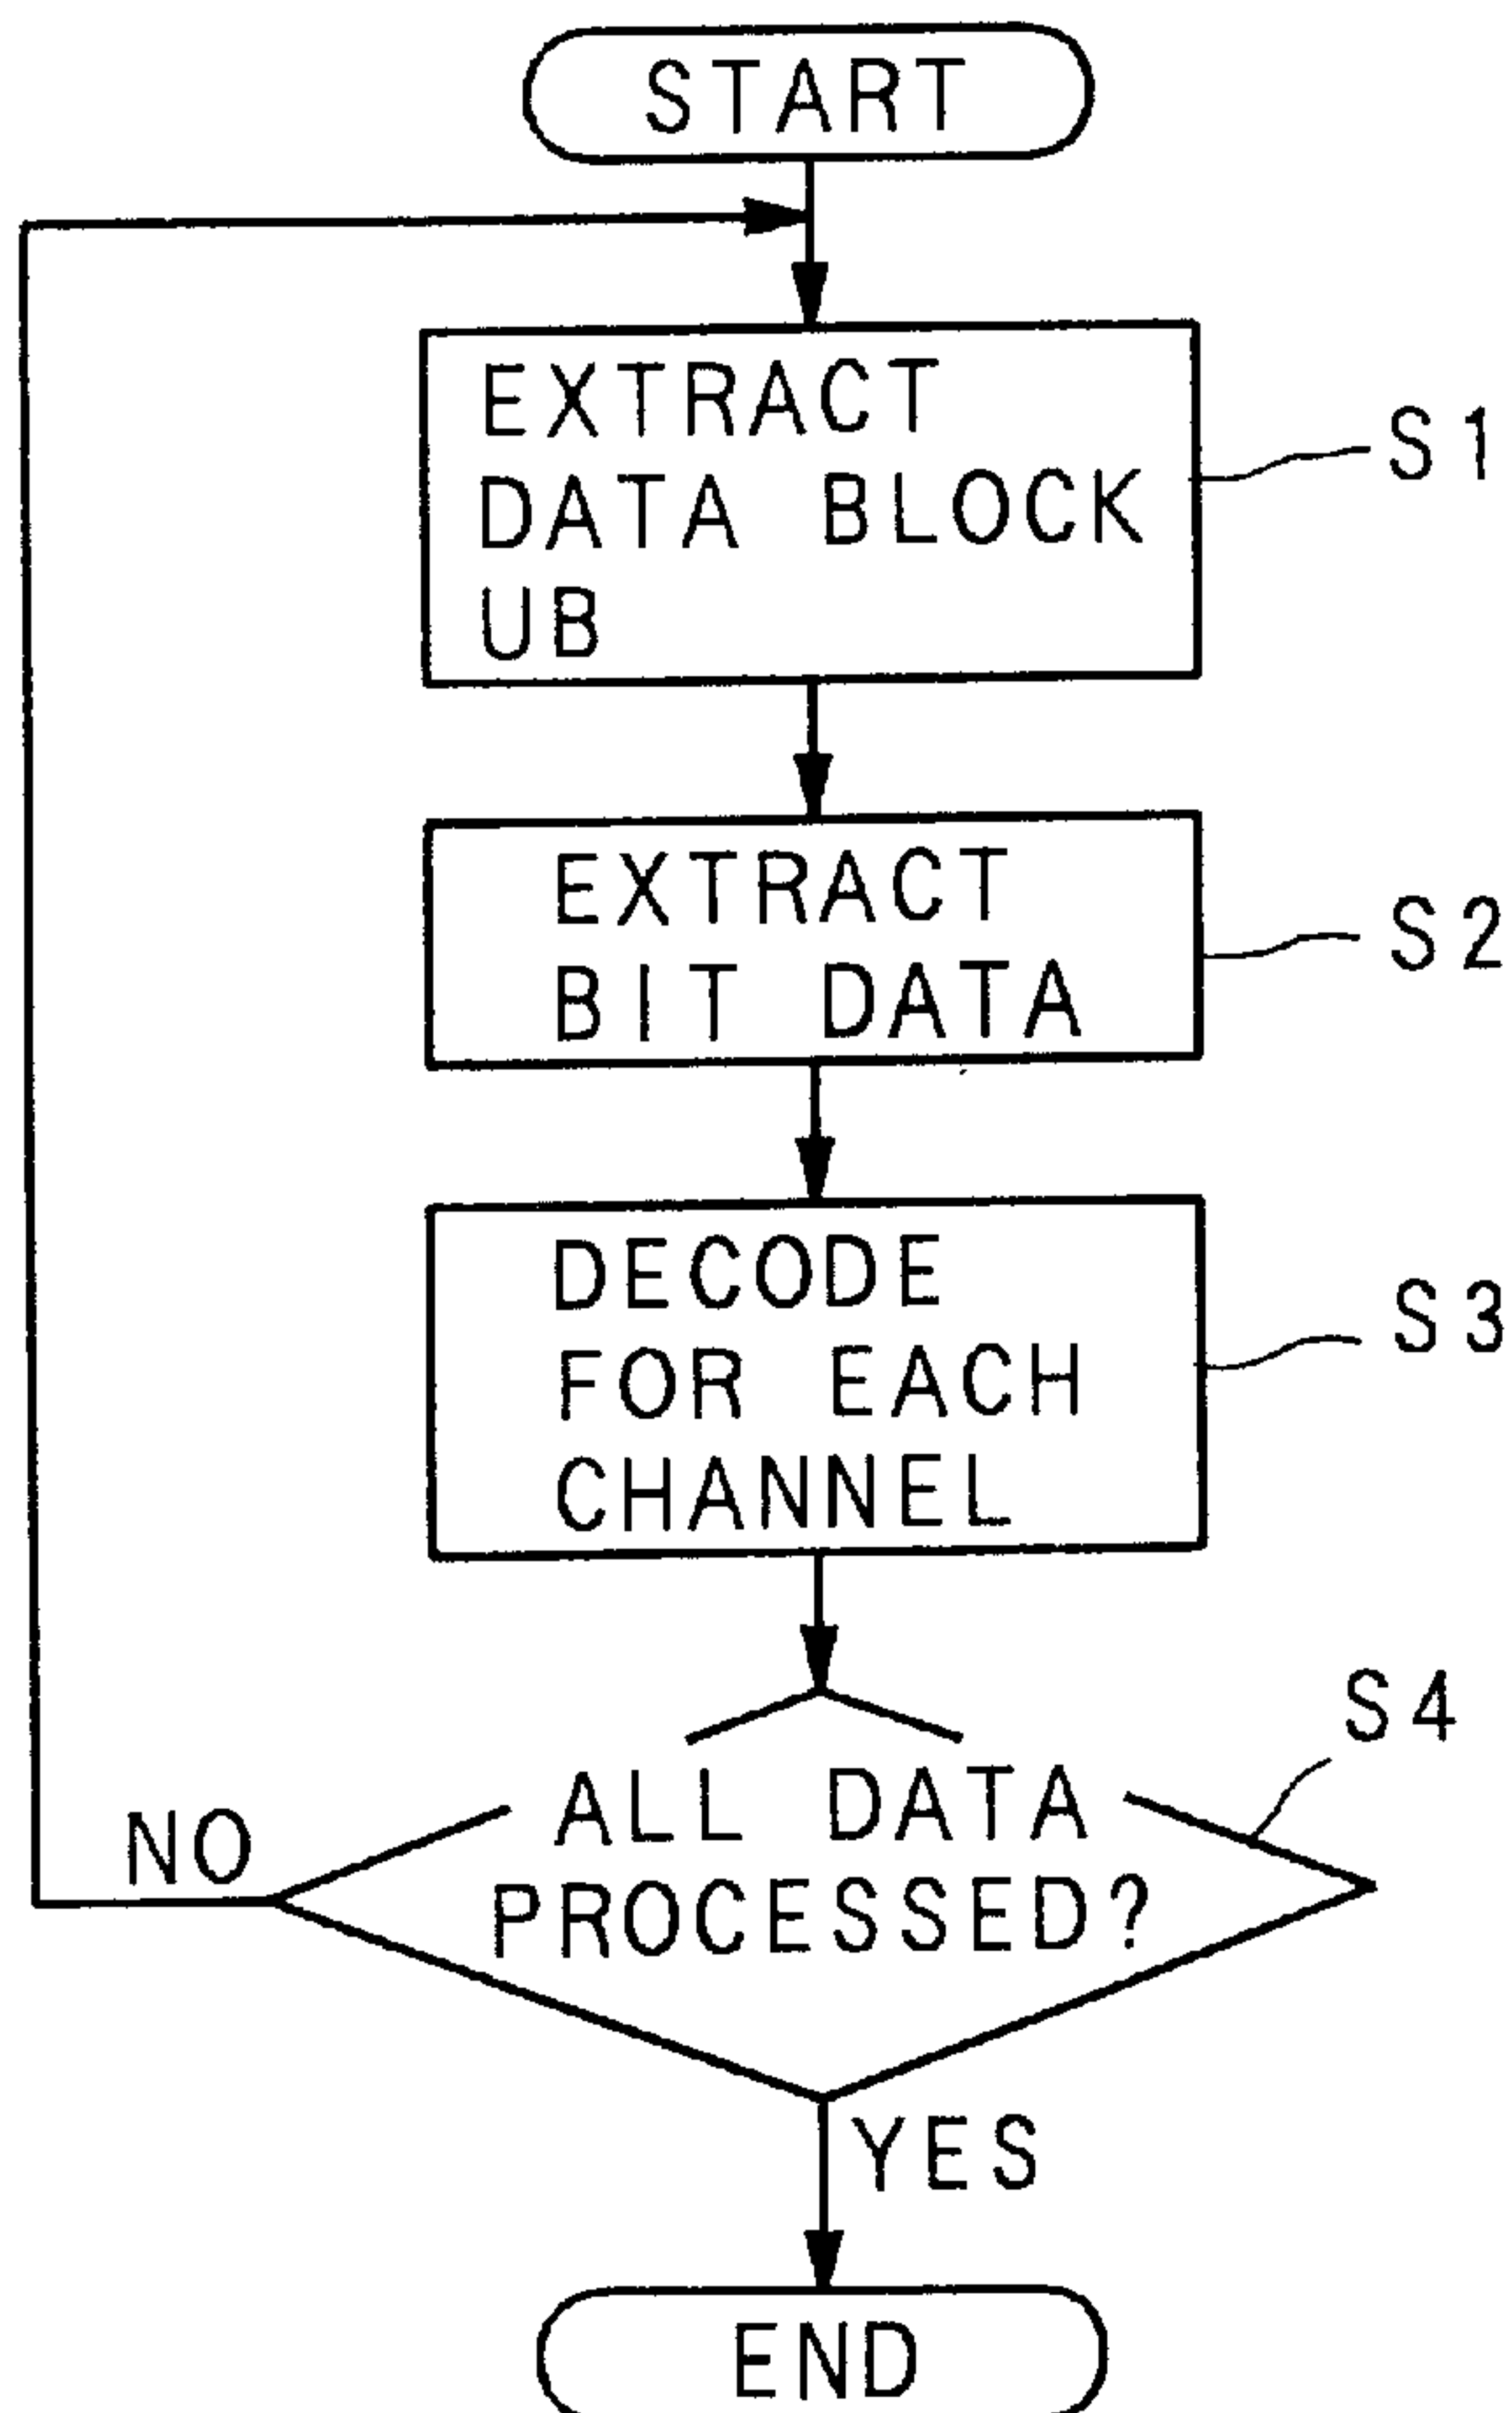 START
EXTRACT
DATA BLOCK
UB
S1
EXTRACT
BIT DATA
S2
DECODE
FOR EACH
CHANNEL
S3
S4
ALL DATA
PROCESSED?
NO
YES
END